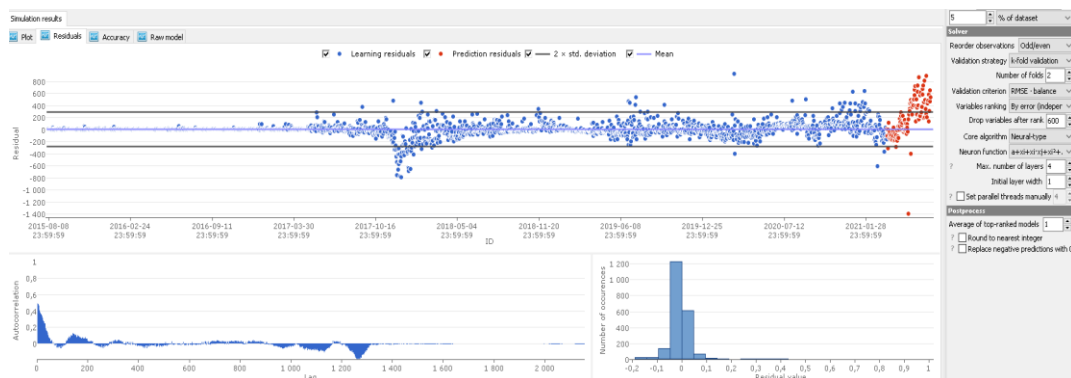 Simulation results
Plot Residuals Accuracy Raw model
Learning residuals Prediction residuals 2 × std. deviation Mean
800
600
400
200
0
-200
-400
-600
-800
-1 000
-1 200
-1 400
Residual
2015-08-08 2016-02-24 2016-09-11 2017-03-30 2017-10-16 2018-05-04 2018-11-20 2019-06-08 2019-12-25 2020-07-12 2021-01-28
23:59:59 23:59:59 23:59:59 23:59:59 23:59:59 23:59:59 23:59:59 23:59:59 23:59:59 23:59:59 23:59:59
ID
1
0,8
0,6
0,4
0,2
0
Autocorrelation
0 200 400 600 800 1 000 1 200 1 400 1 600 1 800 2 000
Lag
1 200
1 000
800
600
400
200
0
Number of occurences
-0,2 -0,1 0 0,1 0,2 0,3 0,4 0,5 0,6 0,7 0,8 0,9 1
Residual value
5 % of dataset
Solver
Reorder observations Odd/even
Validation strategy k-fold validation
Number of folds 2
Validation criterion RMSE - balance
Variables ranking By error (indeper
Drop variables after rank 600
Core algorithm Neural-type
Neuron function a+xi+xi·xj+xi²+.
? Max. number of layers 4
Initial layer width 1
? Set parallel threads manually 4
Postprocess
Average of top-ranked models 1
? Round to nearest integer
? Replace negative predictions with 0